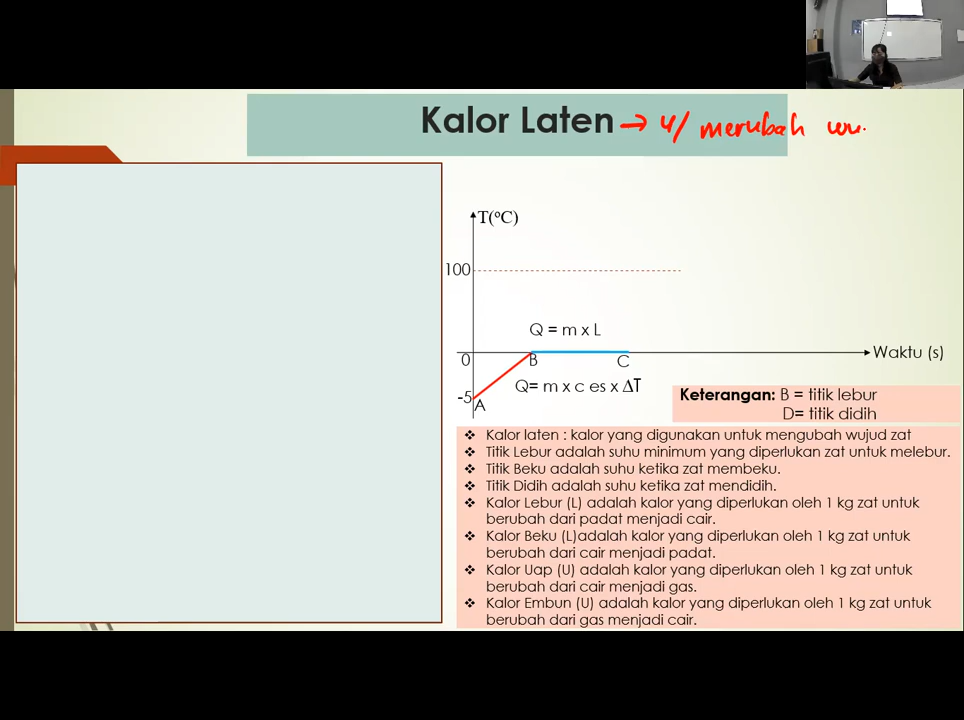 Kalor Laten → u/ merubah wu
T(°C)
100
Q = m x L
0
B
C
Waktu (s)
Q= m x c es x ΔT
-5
A
Keterangan: B = titik lebur
D= titik didih
❖ Kalor laten : kalor yang digunakan untuk mengubah wujud zat
❖ Titik Lebur adalah suhu minimum yang diperlukan zat untuk melebur.
❖ Titik Beku adalah suhu ketika zat membeku.
❖ Titik Didih adalah suhu ketika zat mendidih.
❖ Kalor Lebur (L) adalah kalor yang diperlukan oleh 1 kg zat untuk
berubah dari padat menjadi cair.
❖ Kalor Beku (L)adalah kalor yang diperlukan oleh 1 kg zat untuk
berubah dari cair menjadi padat.
❖ Kalor Uap (U) adalah kalor yang diperlukan oleh 1 kg zat untuk
berubah dari cair menjadi gas.
❖ Kalor Embun (U) adalah kalor yang diperlukan oleh 1 kg zat untuk
berubah dari gas menjadi cair.